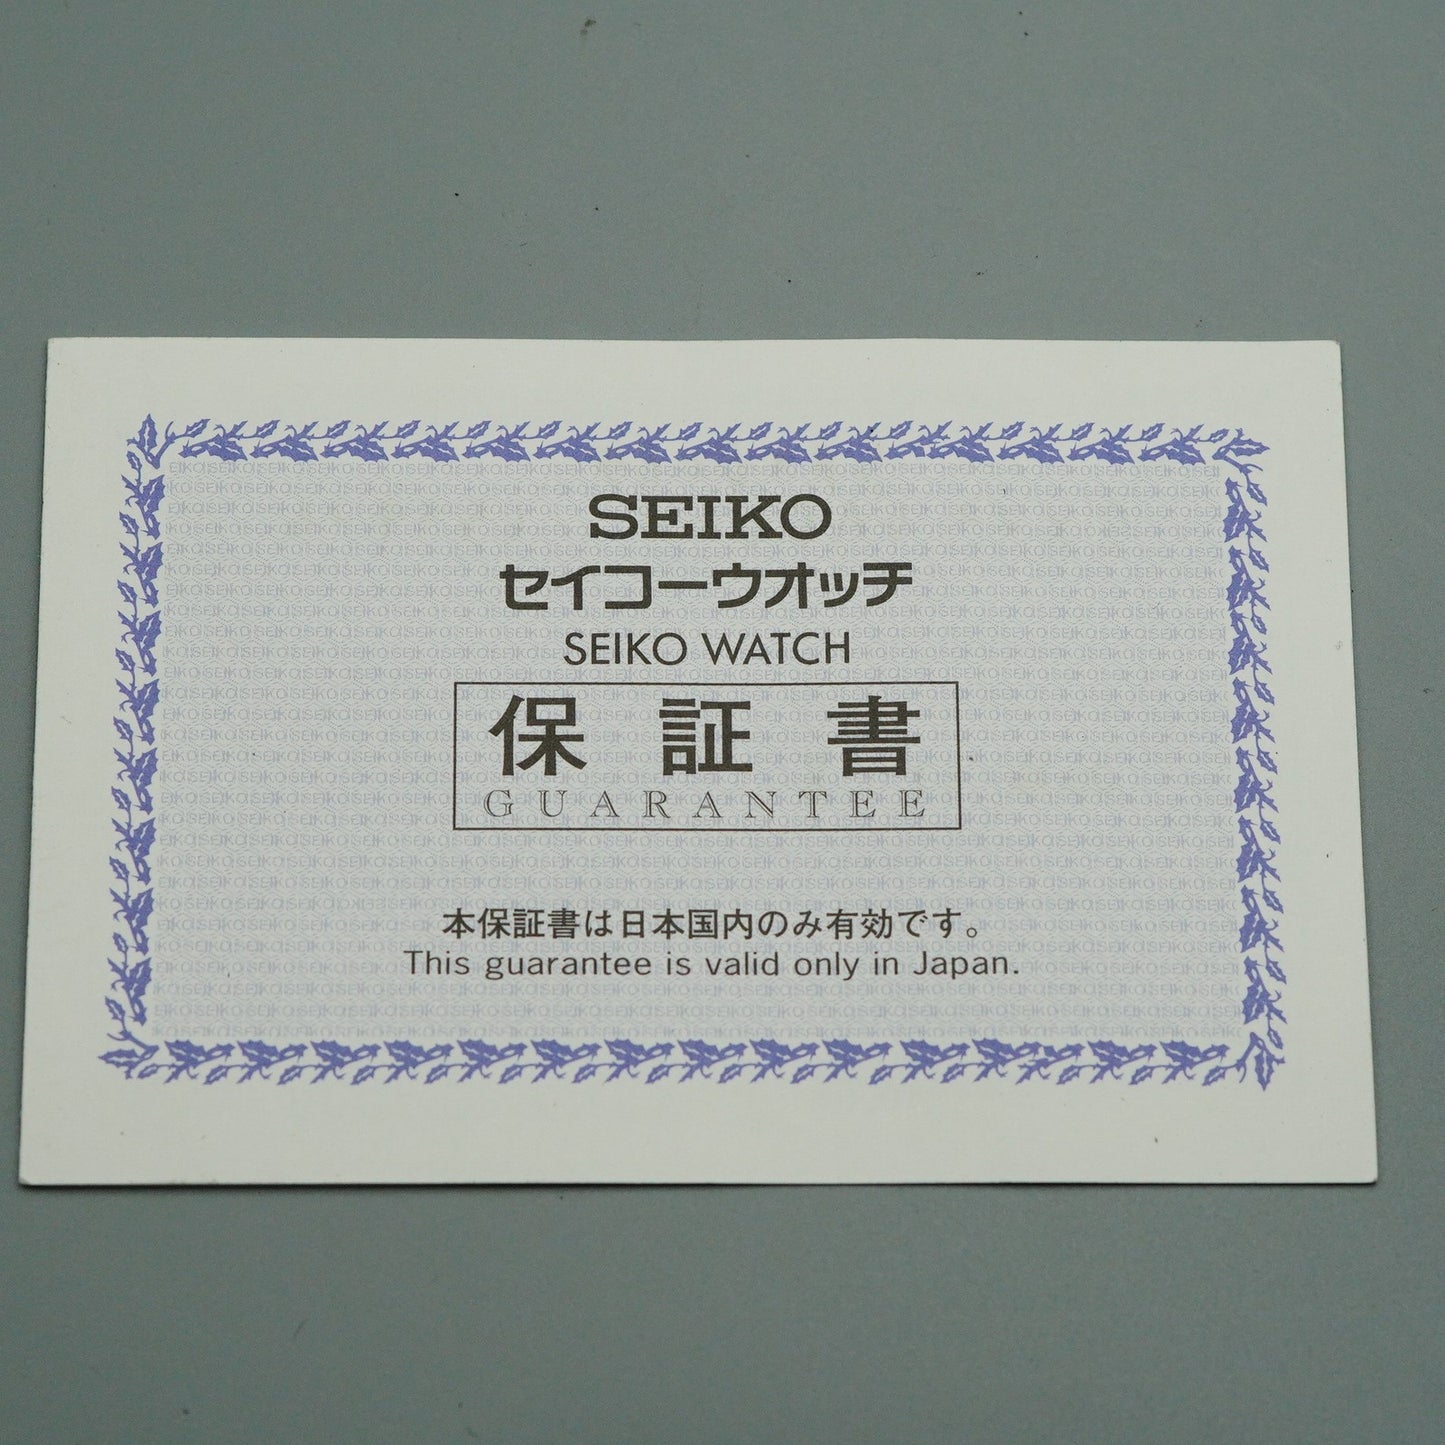 SEIKO
セイコーウオッチ
SEIKO WATCH
保証書
GUARANTEE
本保証書は日本国内のみ有効です。
This guarantee is valid only in Japan.